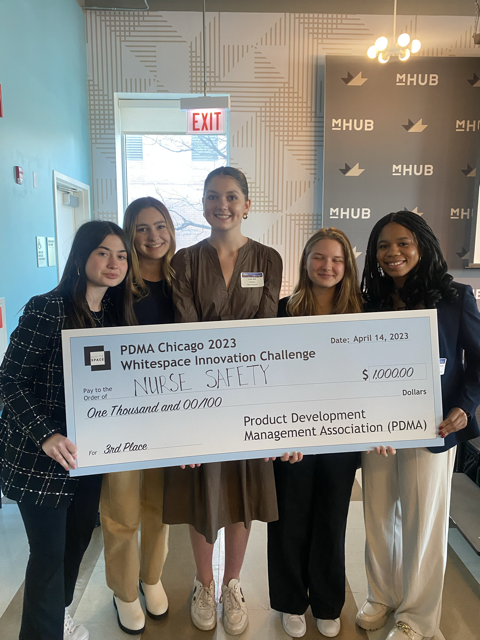 EXIT
MHUB
MHUB
MHUB
MHUB
MHUB
SPACE
PDMA Chicago 2023
Whitespace Innovation Challenge
Date: April 14, 2023
Pay to the
Order of
NURSE SAFETY
$ 1,000.00
One Thousand and 00/100
Dollars
For 3rd Place
Product Development
Management Association (PDMA)